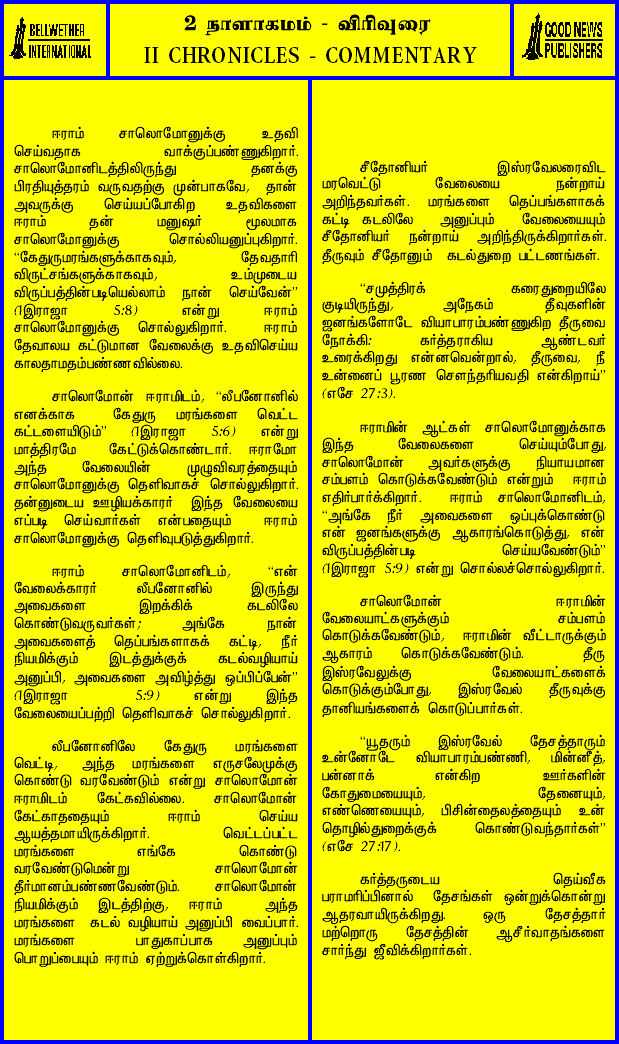 BELLWETHER
INTERNATIONAL
2 நாளாகமம் - விரிவுரை
II CHRONICLES - COMMENTARY
GOOD NEWS
PUBLISHERS
ஈராம் சாலொமோனுக்கு உதவி
செய்வதாக வாக்குப்பண்ணுகிறார்.
சாலொமோனிடத்திலிருந்து தனக்கு
பிரதியுத்தரம் வருவதற்கு முன்பாகவே, தான்
அவருக்கு செய்யப்போகிற உதவிகளை
ஈராம் தன் மனுஷர் மூலமாக
சாலொமோனுக்கு சொல்லியனுப்புகிறார்.
“கேதுருமரங்களுக்காகவும், தேவதாரி
விருட்சங்களுக்காகவும், உம்முடைய
விருப்பத்தின்படியெல்லாம் நான் செய்வேன்”
(1இராஜா 5:8) என்று ஈராம்
சாலொமோனுக்கு சொல்லுகிறார். ஈராம்
தேவாலய கட்டுமான வேலைக்கு உதவிசெய்ய
காலதாமதம்பண்ணவில்லை.
சாலொமோன் ஈராமிடம், “லீபனோனில்
எனக்காக கேதுரு மரங்களை வெட்ட
கட்டளையிடும்” (1இராஜா 5:6) என்று
மாத்திரமே கேட்டுக்கொண்டார். ஈராமோ
அந்த வேலையின் முழுவிவரத்தையும்
சாலொமோனுக்கு தெளிவாகச் சொல்லுகிறார்.
தன்னுடைய ஊழியக்காரர் இந்த வேலையை
எப்படி செய்வார்கள் என்பதையும் ஈராம்
சாலொமோனுக்கு தெளிவுபடுத்துகிறார்.
ஈராம் சாலொமோனிடம், “என்
வேலைக்காரர் லீபனோனில் இருந்து
அவைகளை இறக்கிக் கடலிலே
கொண்டுவருவர்கள்; அங்கே நான்
அவைகளைத் தெப்பங்களாகக் கட்டி, நீர்
நியமிக்கும் இடத்துக்குக் கடல்வழியாய்
அனுப்பி, அவைகளை அவிழ்த்து ஒப்பிப்பேன்”
(1இராஜா 5:9) என்று இந்த
வேலையைப்பற்றி தெளிவாகச் சொல்லுகிறார்.
லீபனோனிலே கேதுரு மரங்களை
வெட்டி, அந்த மரங்களை எருசலேமுக்கு
கொண்டு வரவேண்டும் என்று சாலொமோன்
ஈராமிடம் கேட்கவில்லை. சாலொமோன்
கேட்காததையும் ஈராம் செய்ய
ஆயத்தமாயிருக்கிறார். வெட்டப்பட்ட
மரங்களை எங்கே கொண்டு
வரவேண்டுமென்று சாலொமோன்
தீர்மானம்பண்ணவேண்டும். சாலொமோன்
நியமிக்கும் இடத்திற்கு, ஈராம் அந்த
மரங்களை கடல் வழியாய் அனுப்பி வைப்பார்.
மரங்களை பாதுகாப்பாக அனுப்பும்
பொறுப்பையும் ஈராம் ஏற்றுக்கொள்கிறார்.
சீதோனியர் இஸ்ரவேலரைவிட
மரவெட்டு வேலையை நன்றாய்
அறிந்தவர்கள். மரங்களை தெப்பங்களாகக்
கட்டி கடலிலே அனுப்பும் வேலையையும்
சீதோனியர் நன்றாய் அறிந்திருக்கிறார்கள்.
தீருவும் சீதோனும் கடல்துறை பட்டணங்கள்.
“சமுத்திரக் கரைதுறையிலே
குடியிருந்து, அநேகம் தீவுகளின்
ஜனங்களோடே வியாபாரம்பண்ணுகிற தீருவை
நோக்கி: கர்த்தராகிய ஆண்டவர்
உரைக்கிறது என்னவென்றால், தீருவை, நீ
உன்னைப் பூரண சௌந்தரியவதி என்கிறாய்”
(எசே 27:3).
ஈராமின் ஆட்கள் சாலொமோனுக்காக
இந்த வேலைகளை செய்யும்போது,
சாலொமோன் அவர்களுக்கு நியாயமான
சம்பளம் கொடுக்கவேண்டும் என்றும் ஈராம்
எதிர்பார்க்கிறார். ஈராம் சாலொமோனிடம்,
“அங்கே நீர் அவைகளை ஒப்புக்கொண்டு
என் ஜனங்களுக்கு ஆகாரங்கொடுத்து, என்
விருப்பத்தின்படி செய்யவேண்டும்”
(1இராஜா 5:9) என்று சொல்லச்சொல்லுகிறார்.
சாலொமோன் ஈராமின்
வேலையாட்களுக்கும் சம்பளம்
கொடுக்கவேண்டும், ஈராமின் வீட்டாருக்கும்
ஆகாரம் கொடுக்கவேண்டும். தீரு
இஸ்ரவேலுக்கு வேலையாட்களைக்
கொடுக்கும்போது, இஸ்ரவேல் தீருவுக்கு
தானியங்களைக் கொடுப்பார்கள்.
“யூதரும் இஸ்ரவேல் தேசத்தாரும்
உன்னோடே வியாபாரம்பண்ணி, மின்னீத்,
பன்னாக் என்கிற ஊர்களின்
கோதுமையையும், தேனையும்,
எண்ணெயையும், பிசின்தைலத்தையும் உன்
தொழில்துறைக்குக் கொண்டுவந்தார்கள்”
(எசே 27:17).
கர்த்தருடைய தெய்வீக
பராமரிப்பினால் தேசங்கள் ஒன்றுக்கொன்று
ஆதரவாயிருக்கிறது. ஒரு தேசத்தார்
மற்றொரு தேசத்தின் ஆசீர்வாதங்களை
சார்ந்து ஜீவிக்கிறார்கள்.